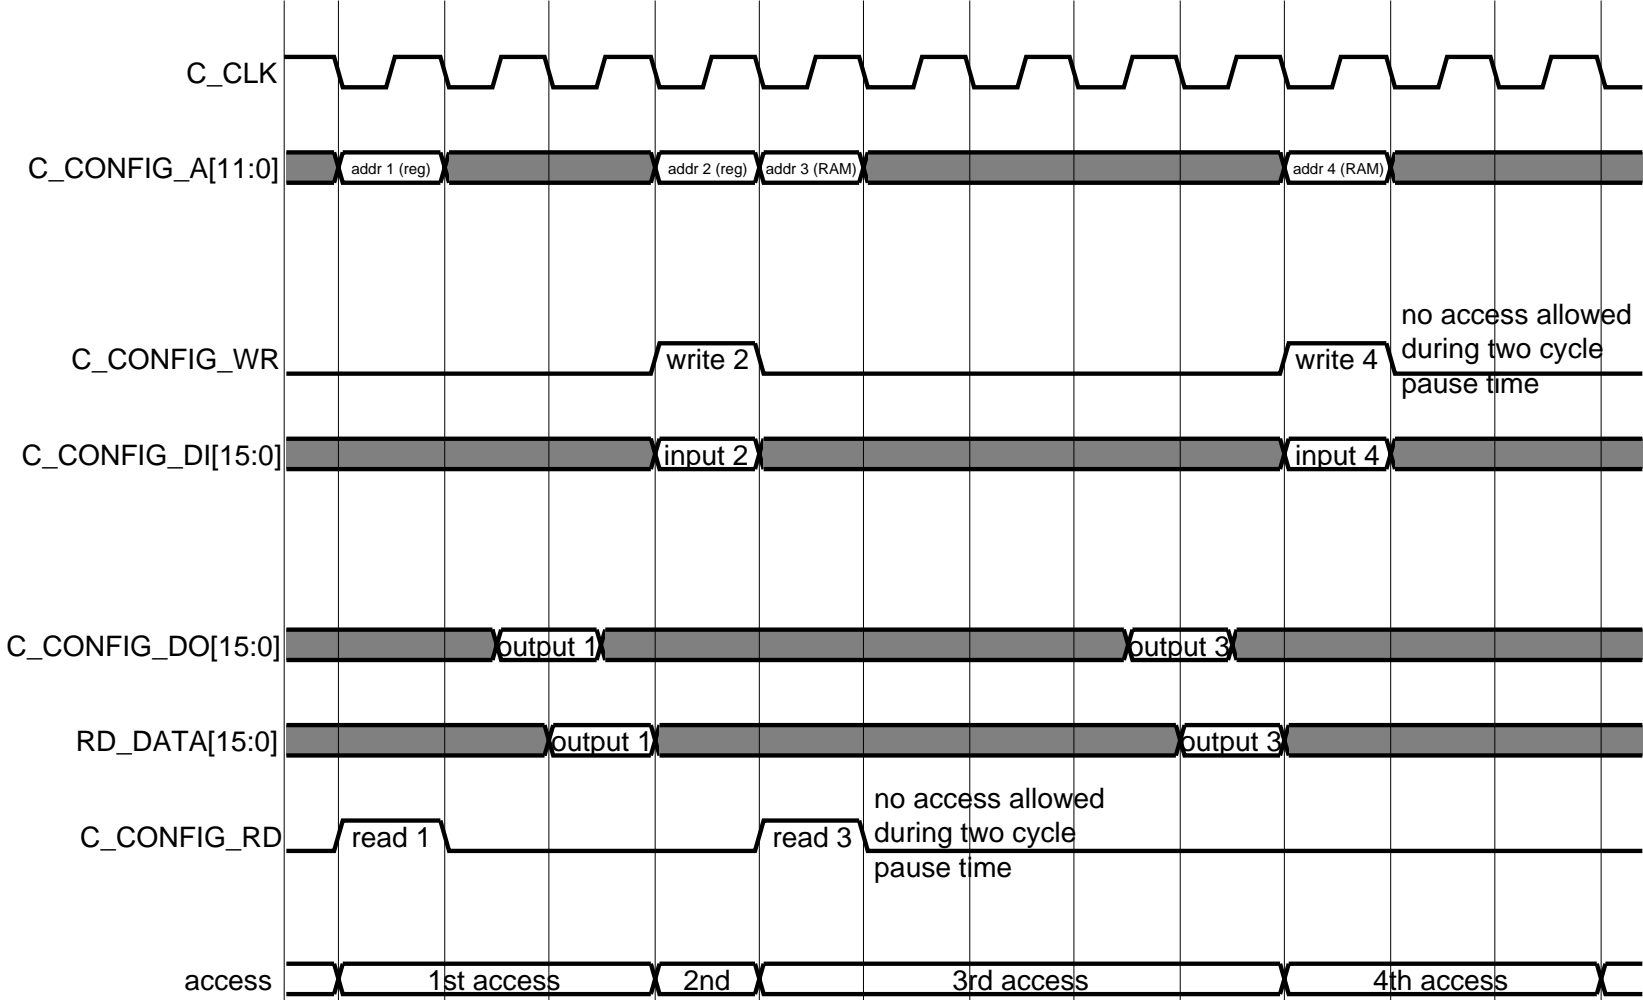 C_CLK
C_CONFIG_A[11:0] addr 1 (reg) addr 2 (reg) addr 3 (RAM) addr 4 (RAM)
no access allowed
during two cycle
pause time
C_CONFIG_WR write 2 write 4
C_CONFIG_DI[15:0] input 2 input 4
C_CONFIG_DO[15:0] output 1 output 3
RD_DATA[15:0] output 1 output 3
no access allowed
during two cycle
pause time
C_CONFIG_RD read 1 read 3
access 1st access 2nd 3rd access 4th access